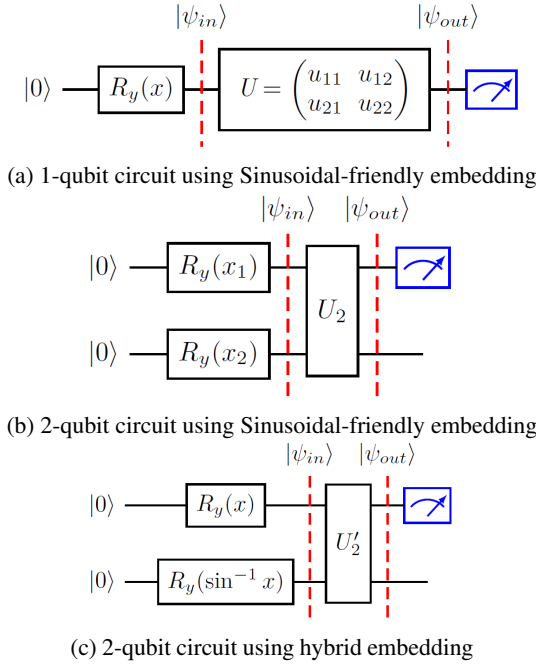 |ψ_in⟩ |ψ_out⟩
|0⟩ R_y(x) U = (u_11 u_12
u_21 u_22)
(a) 1-qubit circuit using Sinusoidal-friendly embedding
|ψ_in⟩ |ψ_out⟩
|0⟩ R_y(x_1)
U_2
|0⟩ R_y(x_2)
(b) 2-qubit circuit using Sinusoidal-friendly embedding
|ψ_in⟩ |ψ_out⟩
|0⟩ R_y(x)
U_2′
|0⟩ R_y(sin⁻¹ x)
(c) 2-qubit circuit using hybrid embedding